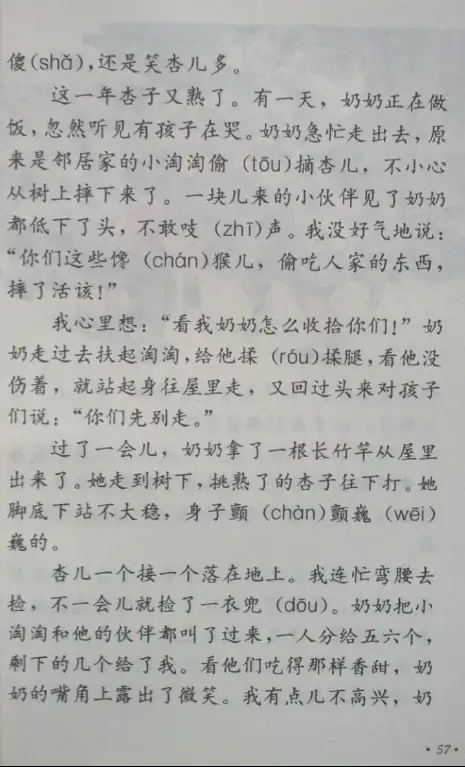 傻(shǎ),还是笑杏儿多。
这一年杏子又熟了。有一天，奶奶正在做
饭，忽然听见有孩子在哭。奶奶急忙走出去，原
来是邻居家的小淘淘偷（tōu)摘杏儿，不小心
从树上摔下来了。一块儿来的小伙伴见了奶奶
都低下了头，不敢吱（zhī)声。我没好气地说：
“你们这些馋（chán)猴儿，偷吃人家的东西，
摔了活该！”
我心里想：“看我奶奶怎么收拾你们！”奶
奶走过去扶起淘淘，给他揉（róu)揉腿，看他没
伤着，就站起身往屋里走，又回过头来对孩子
们说：“你们先别走。”
过了一会儿，奶奶拿了一根长竹竿从屋里
出来了。她走到树下，挑熟了的杏子往下打。她
脚底下站不大稳，身子颤（chàn)颤巍（wēi)
巍的。
杏儿一个接一个落在地上。我连忙弯腰去
捡，不一会儿就捡了一衣兜（dōu)。奶奶把小
淘淘和他的伙伴都叫了过来，一人分给五六个，
剩下的几个给了我。看他们吃得那样香甜，奶
奶的嘴角上露出了微笑。我有点儿不高兴，奶
·57·